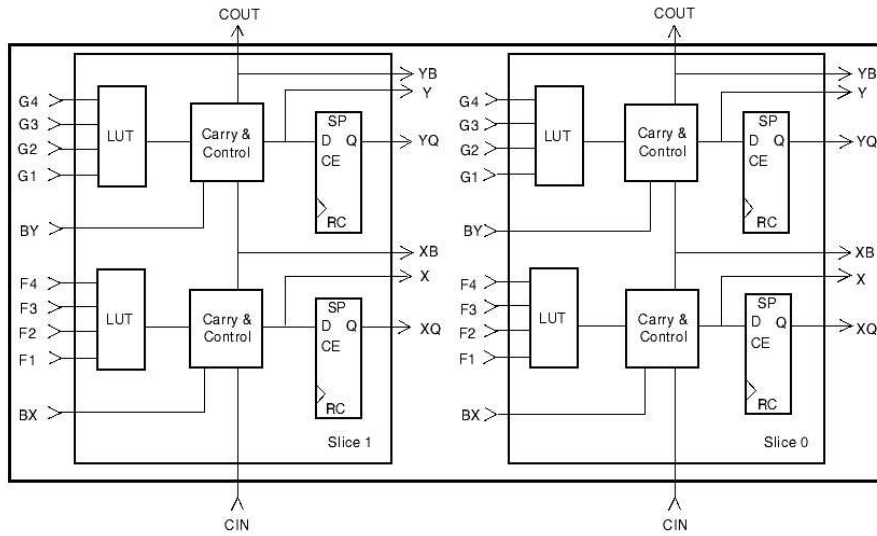 COUT
YB
Y
G4
G3
G2
G1
LUT
Carry &
Control
SP
D Q
CE
RC
YQ
BY
XB
X
F4
F3
F2
F1
LUT
Carry &
Control
SP
D Q
CE
RC
XQ
BX
Slice 1
CIN
COUT
YB
Y
G4
G3
G2
G1
LUT
Carry &
Control
SP
D Q
CE
RC
YQ
BY
XB
X
F4
F3
F2
F1
LUT
Carry &
Control
SP
D Q
CE
RC
XQ
BX
Slice 0
CIN